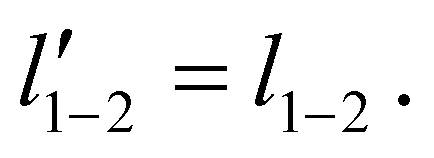 l′₁₋₂ = l₁₋₂ .